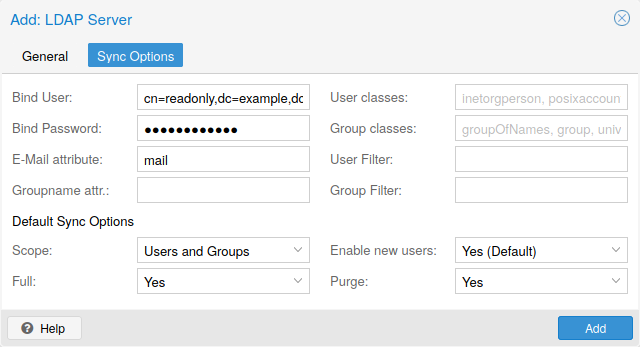 Add: LDAP Server
General Sync Options
Bind User: cn=readonly,dc=example,dc User classes: inetorgperson, posixaccoun
Bind Password: ●●●●●●●●●●●● Group classes: groupOfNames, group, univ
E-Mail attribute: mail User Filter:
Groupname attr.: Group Filter:
Default Sync Options
Scope: Users and Groups Enable new users: Yes (Default)
Full: Yes Purge: Yes
Help Add